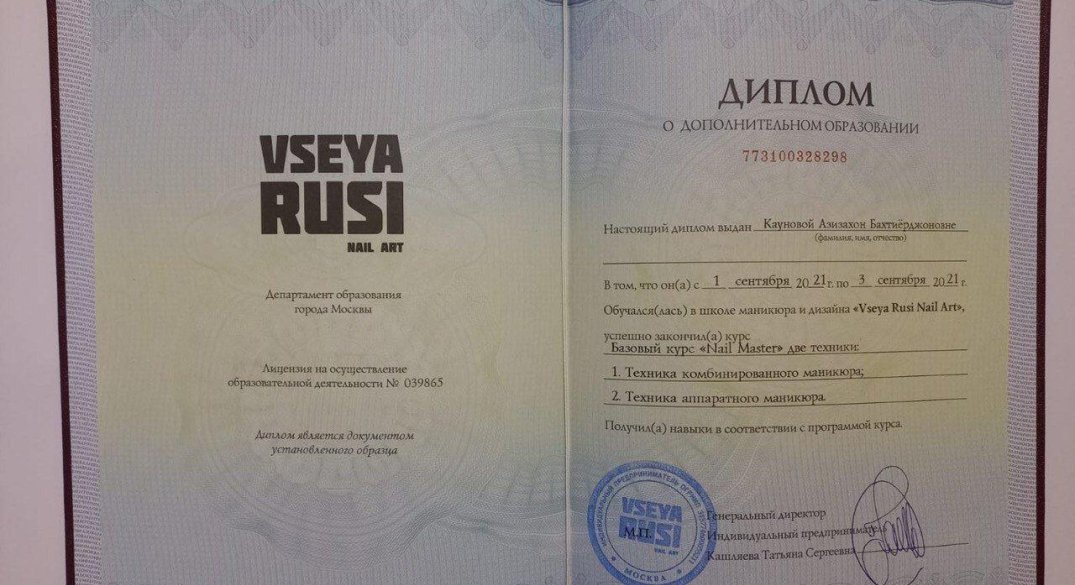 VSEYA
RUSI
NAIL ART
Департамент образования
города Москвы
Лицензия на осуществление
образовательной деятельности № 039865
Диплом является документом
установленного образца
ДИПЛОМ
О ДОПОЛНИТЕЛЬНОМ ОБРАЗОВАНИИ
773100328298
Настоящий диплом выдан Кауновой Азизахон Бахтиёрджоновне
(фамилия, имя, отчество)
В том, что он(а) с 1 сентября 20 21 г. по 3 сентября 20 21 г.
Обучался(лась) в школе маникюра и дизайна «Vseya Rusi Nail Art»,
успешно закончил(а) курс
Базовый курс «Nail Master» две техники:
1. Техника комбинированного маникюра;
2. Техника аппаратного маникюра.
Получил(а) навыки в соответствии с программой курса.
ИНДИВИДУАЛЬНЫЙ ПРЕДПРИНИМАТЕЛЬ
VSEYA
RUSI
NAIL ART
М.П.
МОСКВА
Генеральный директор
Индивидуальный предприниматель
Кашляева Татьяна Сергеевна